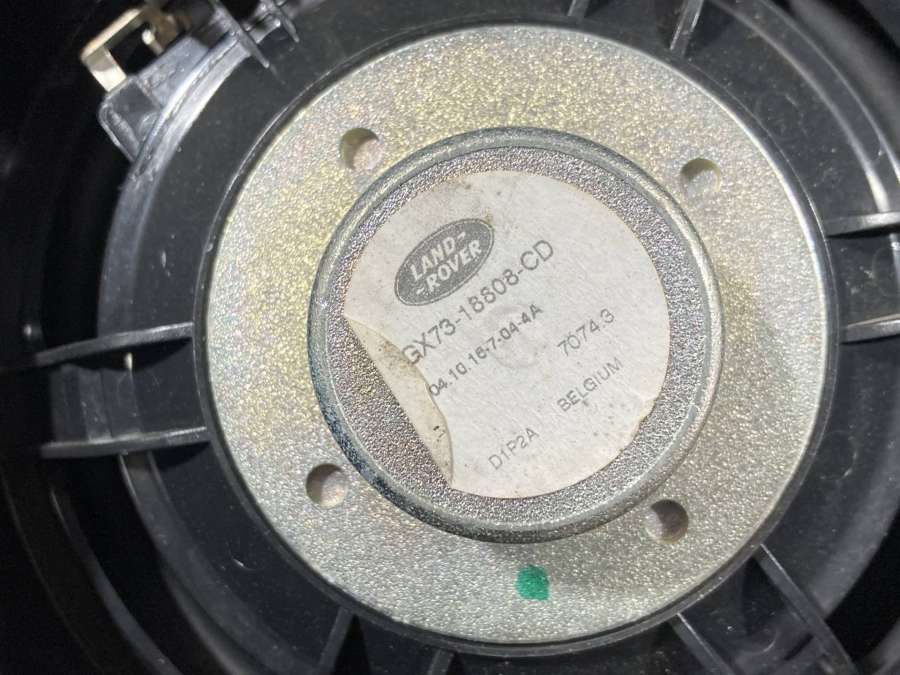 LAND-
-ROVER
GX73-18808-CD
04.10.16-7-04-4A
7074.3
D1P2A BELGIUM